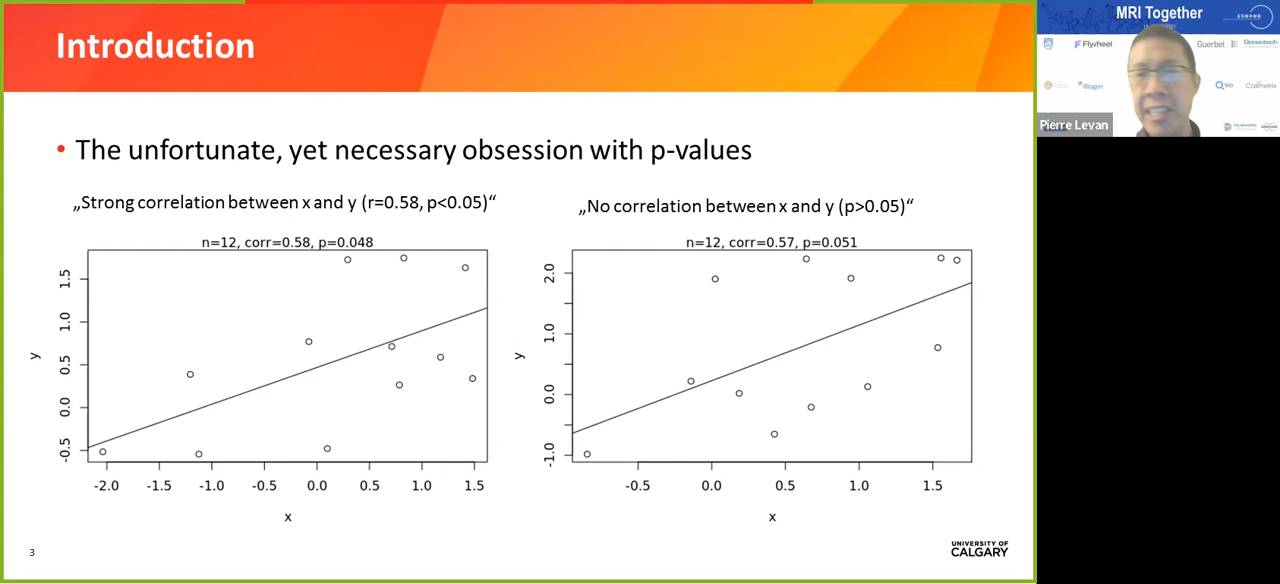 Introduction
• The unfortunate, yet necessary obsession with p-values
„Strong correlation between x and y (r=0.58, p<0.05)“
„No correlation between x and y (p>0.05)“
n=12, corr=0.58, p=0.048
y
-0.5 0.0 0.5 1.0 1.5
-2.0 -1.5 -1.0 -0.5 0.0 0.5 1.0 1.5
x
n=12, corr=0.57, p=0.051
y
-1.0 0.0 1.0 2.0
-0.5 0.0 0.5 1.0 1.5
x
3
UNIVERSITY OF
CALGARY
MRI Together
ESMRMB
Flywheel
Guerbet
Genentech
Biogen
Qbio
Calimetrix
Pierre Levan